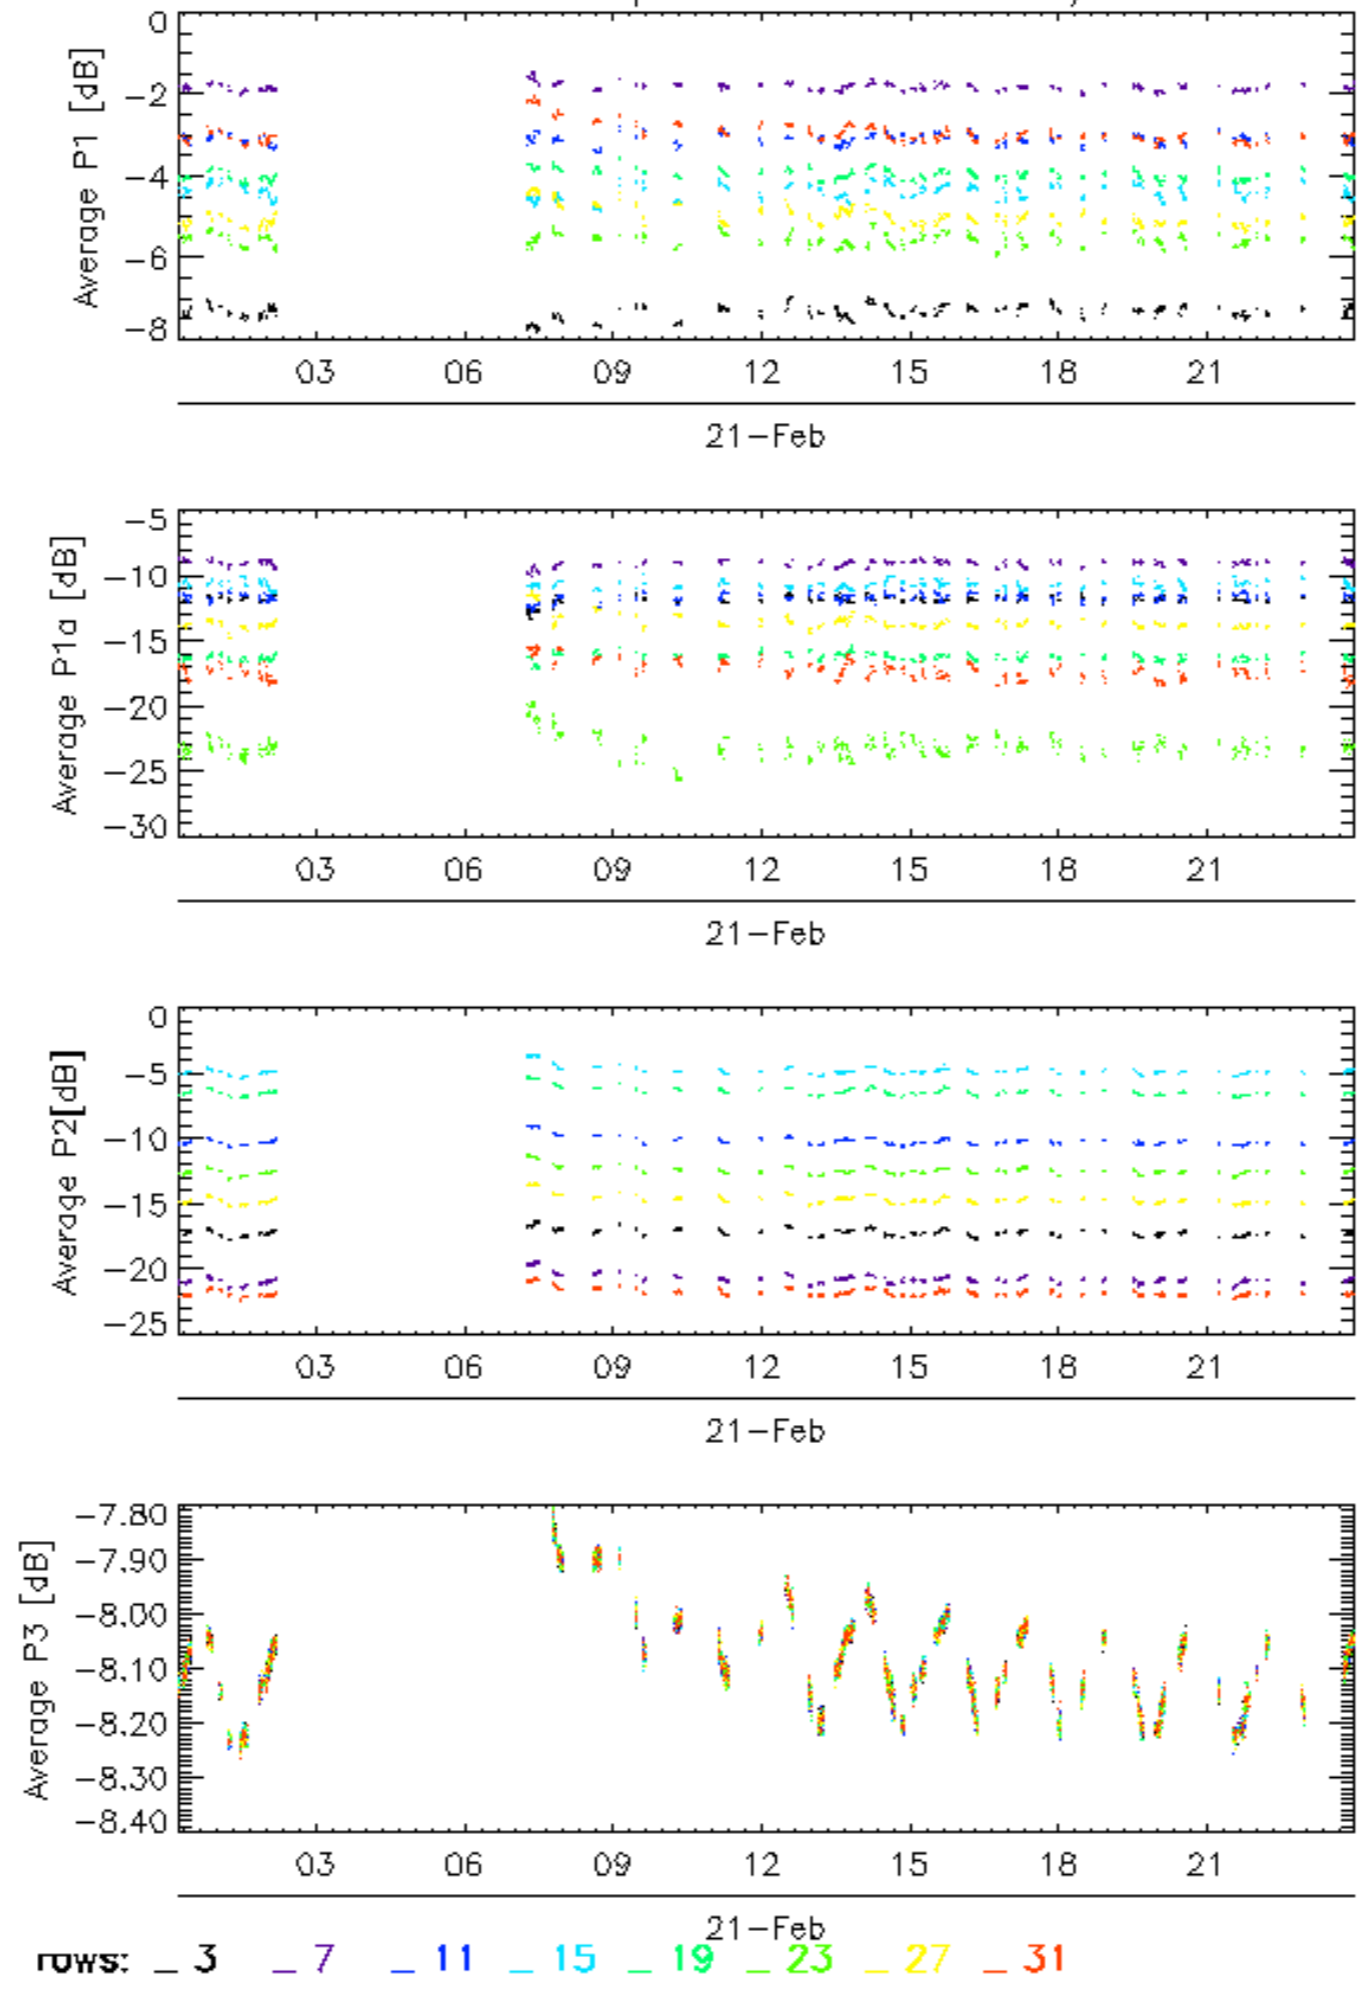 0
−2
−4
−6
−8
Average P1 [dB]
03 06 09 12 15 18 21
21−Feb
−5
−10
−15
−20
−25
−30
Average P1a [dB]
03 06 09 12 15 18 21
21−Feb
0
−5
−10
−15
−20
−25
Average P2[dB]
03 06 09 12 15 18 21
21−Feb
−7.80
−7.90
−8.00
−8.10
−8.20
−8.30
−8.40
Average P3 [dB]
03 06 09 12 15 18 21
21−Feb
rows: _ 3 _ 7 _ 11 _ 15 _ 19 _ 23 _ 27 _ 31